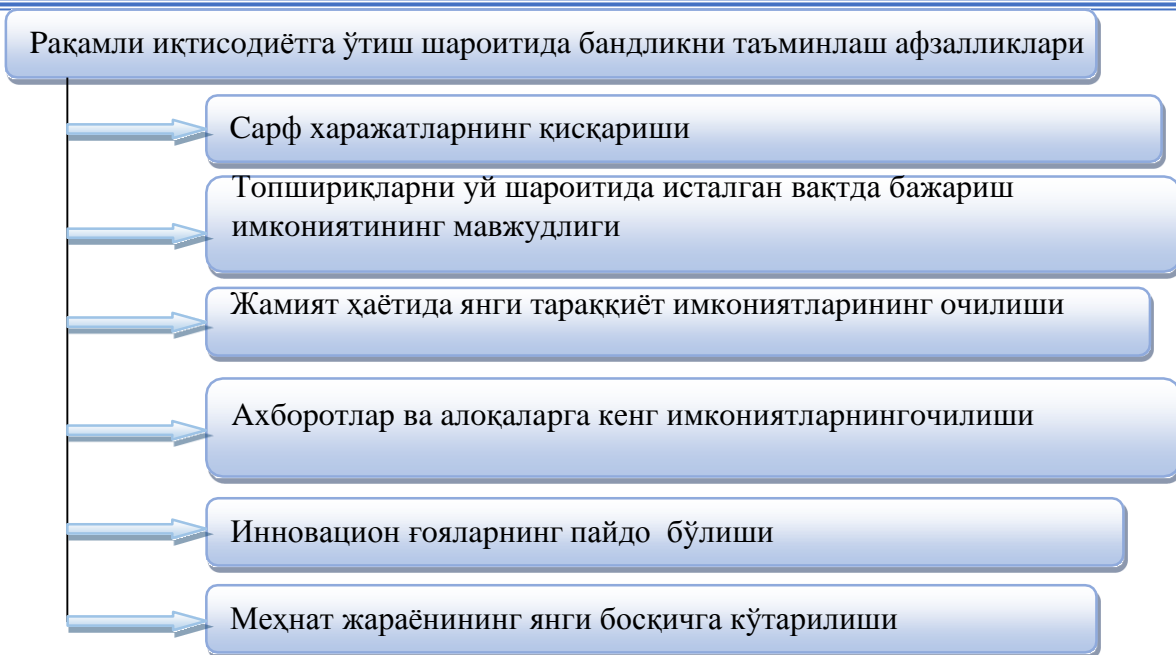 Рақамли иқтисодиётга ўтиш шароитида бандликни таъминлаш афзалликлари
Сарф харажатларнинг қисқариши
Топшириқларни уй шароитида исталган вақтда бажариш
имкониятининг мавжудлиги
Жамият ҳаётида янги тараққиёт имкониятларининг очилиши
Ахборотлар ва алоқаларга кенг имкониятларнингочилиши
Инновацион ғояларнинг пайдо бўлиши
Меҳнат жараёнининг янги босқичга кўтарилиши